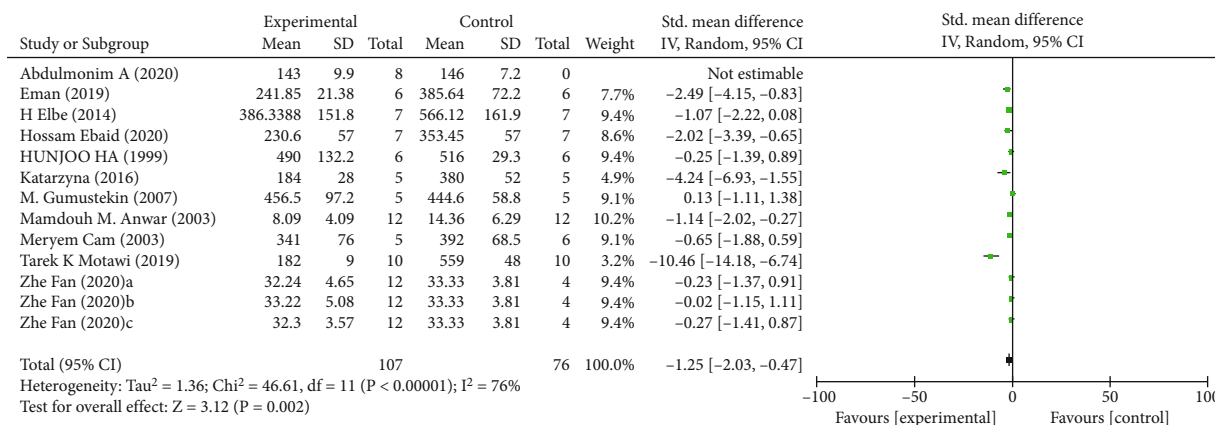 Experimental Control Std. mean difference Std. mean difference
Study or Subgroup Mean SD Total Mean SD Total Weight IV, Random, 95% CI IV, Random, 95% CI
Abdulmonim A (2020) 143 9.9 8 146 7.2 0 Not estimable
Eman (2019) 241.85 21.38 6 385.64 72.2 6 7.7% −2.49 [−4.15, −0.83)
H Elbe (2014) 386.3388 151.8 7 566.12 161.9 7 9.4% −1.07 [−2.22, 0.08]
Hossam Ebaid (2020) 230.6 57 7 353.45 57 7 8.6% −2.02 [−3.39, −0.65]
HUNJOO HA (1999) 490 132.2 6 516 29.3 6 9.4% −0.25 [−1.39, 0.89]
Katarzyna (2016) 184 28 5 380 52 5 4.9% −4.24 [−6.93, −1.55]
M. Gumustekin (2007) 456.5 97.2 5 444.6 58.8 5 9.1% 0.13 [−1.11, 1.38]
Mamdouh M. Anwar (2003) 8.09 4.09 12 14.36 6.29 12 10.2% −1.14 [−2.02, −0.27]
Meryem Cam (2003) 341 76 5 392 68.5 6 9.1% −0.65 [−1.88, 0.59]
Tarek K Motawi (2019) 182 9 10 559 48 10 3.2% −10.46 [−14.18, −6.74]
Zhe Fan (2020)a 32.24 4.65 12 33.33 3.81 4 9.4% −0.23 [−1.37, 0.91]
Zhe Fan (2020)b 33.22 5.08 12 33.33 3.81 4 9.4% −0.02 [−1.15, 1.11]
Zhe Fan (2020)c 32.3 3.57 12 33.33 3.81 4 9.4% −0.27 [−1.41, 0.87]
Total (95% CI) 107 76 100.0% −1.25 [−2.03, −0.47]
Heterogeneity: Tau² = 1.36; Chi² = 46.61, df = 11 (P < 0.00001); I² = 76%
Test for overall effect: Z = 3.12 (P = 0.002)
−100 −50 0 50 100
Favours [experimental] Favours [control]